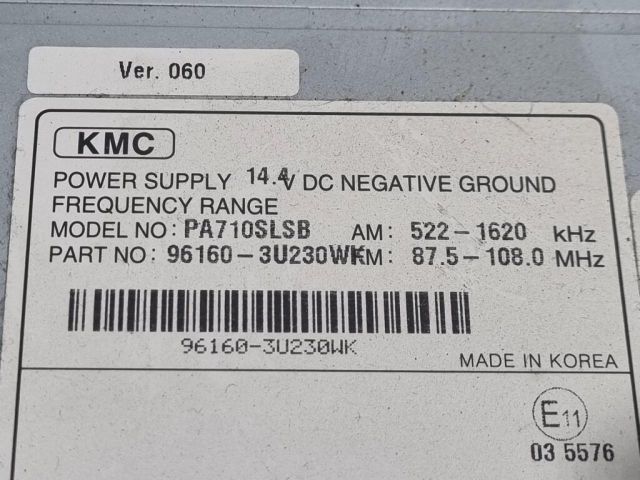 Ver. 060
KMC
POWER SUPPLY 14.4V DC NEGATIVE GROUND
FREQUENCY RANGE
MODEL NO: PA710SLSB AM: 522-1620 kHz
PART NO: 96160-3U230WK FM: 87.5-108.0 MHz
96160-3U230WK
MADE IN KOREA
E11
03 5576